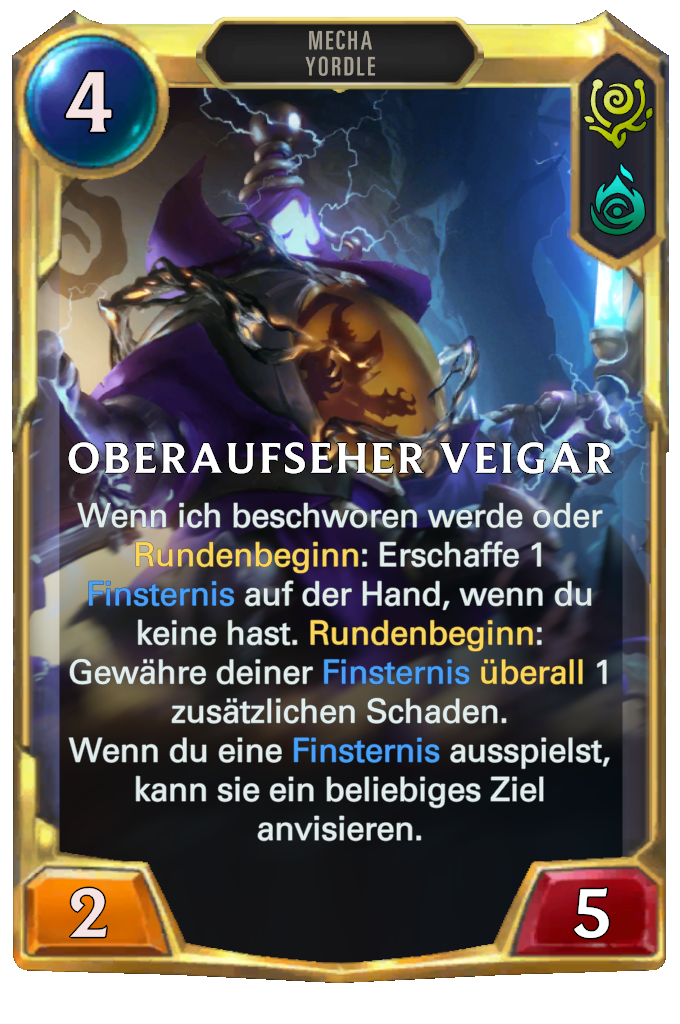 MECHA
YORDLE
4
OBERAUFSEHER VEIGAR
Wenn ich beschworen werde oder
Rundenbeginn: Erschaffe 1
Finsternis auf der Hand, wenn du
keine hast. Rundenbeginn:
Gewähre deiner Finsternis überall 1
zusätzlichen Schaden.
Wenn du eine Finsternis ausspielst,
kann sie ein beliebiges Ziel
anvisieren.
2
5